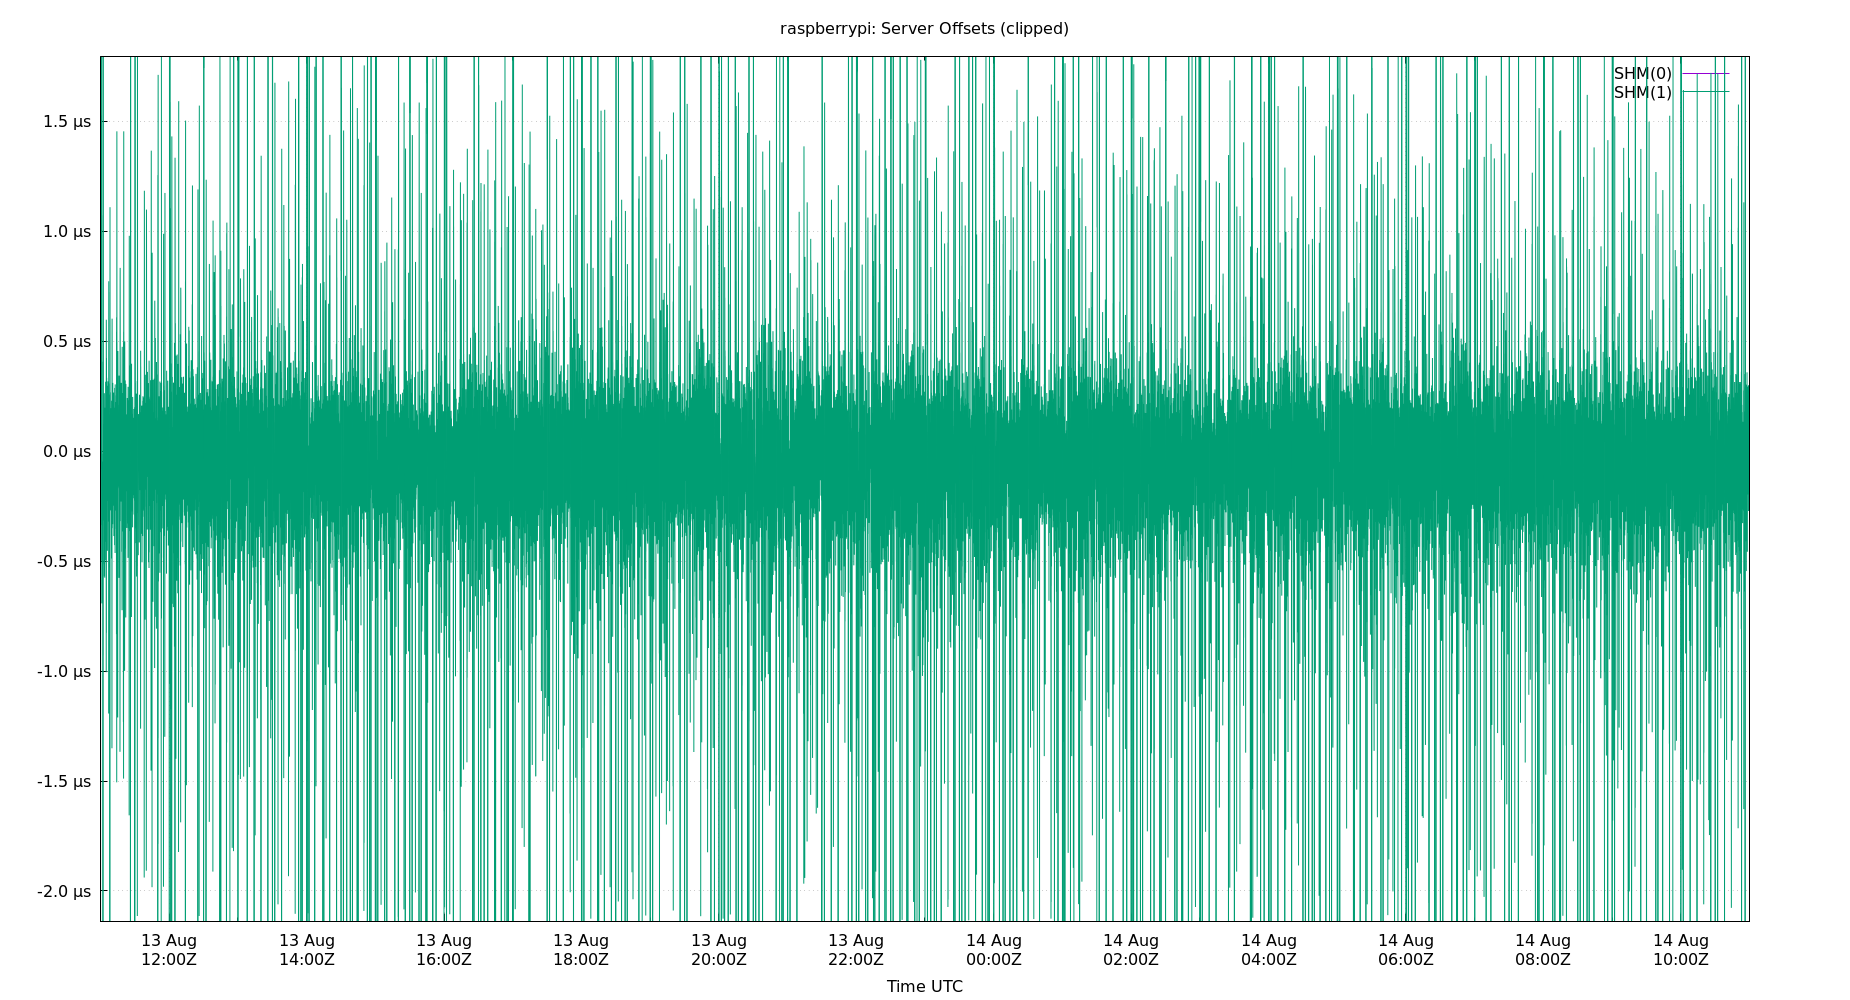 raspberrypi: Server Offsets (clipped)
SHM(0)
SHM(1)
1.5 µs
1.0 µs
0.5 µs
0.0 µs
-0.5 µs
-1.0 µs
-1.5 µs
-2.0 µs
13 Aug 13 Aug 13 Aug 13 Aug 13 Aug 13 Aug 14 Aug 14 Aug 14 Aug 14 Aug 14 Aug 14 Aug
12:00Z 14:00Z 16:00Z 18:00Z 20:00Z 22:00Z 00:00Z 02:00Z 04:00Z 06:00Z 08:00Z 10:00Z
Time UTC